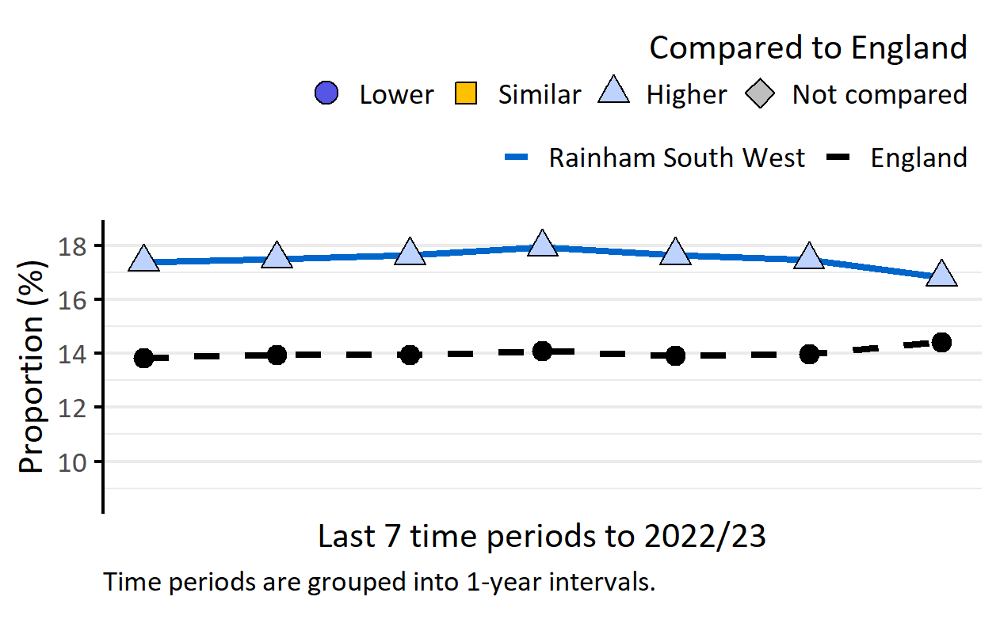 Compared to England
Lower Similar Higher Not compared
Rainham South West England
Proportion (%)
18
16
14
12
10
Last 7 time periods to 2022/23
Time periods are grouped into 1-year intervals.